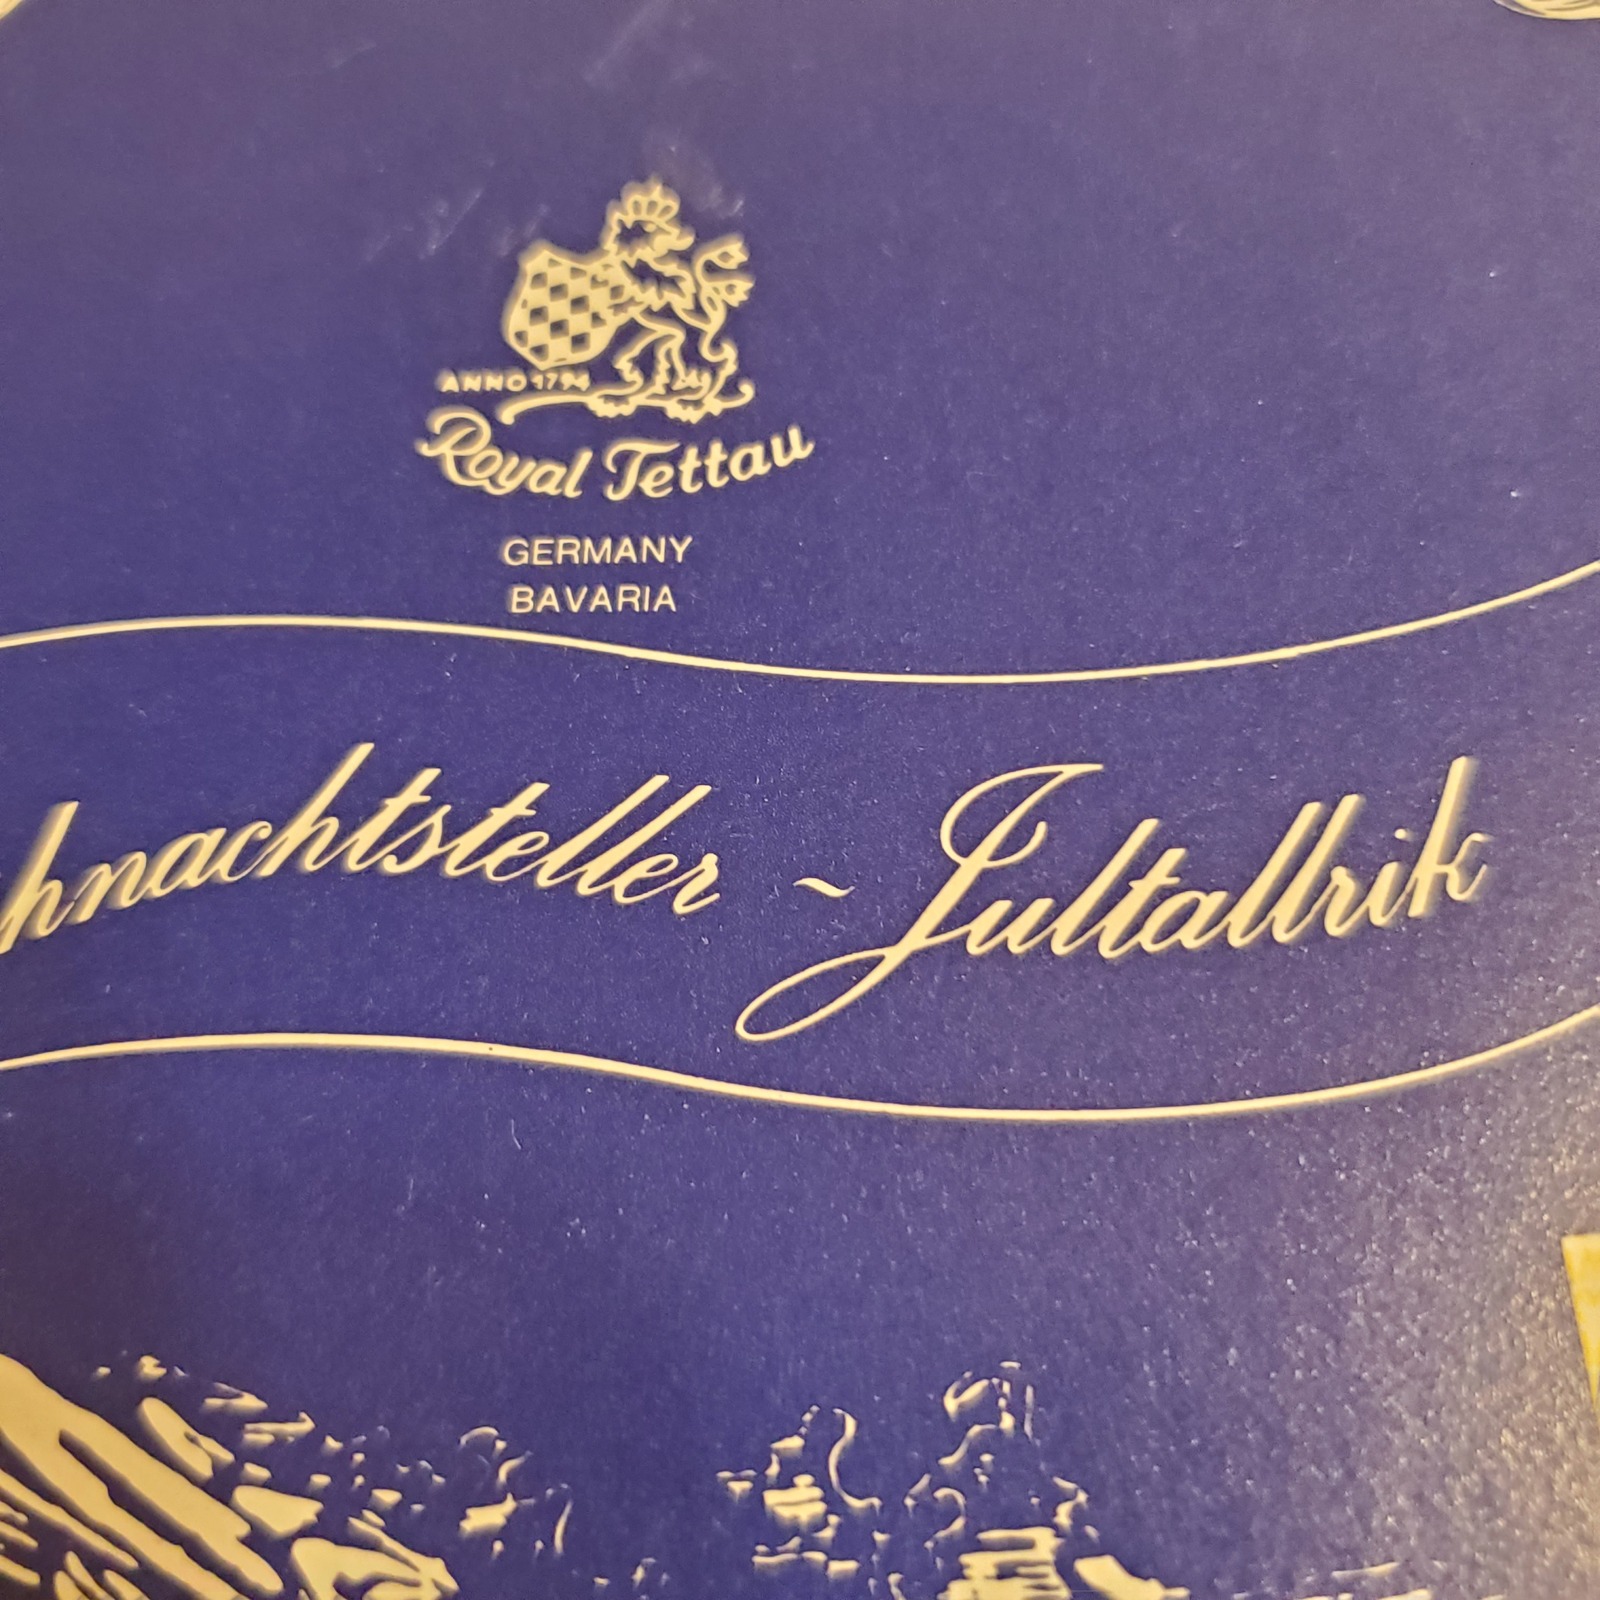 ANNO 1794
Royal Tettau
GERMANY
BAVARIA
hnachtsteller ~ Jultallrik